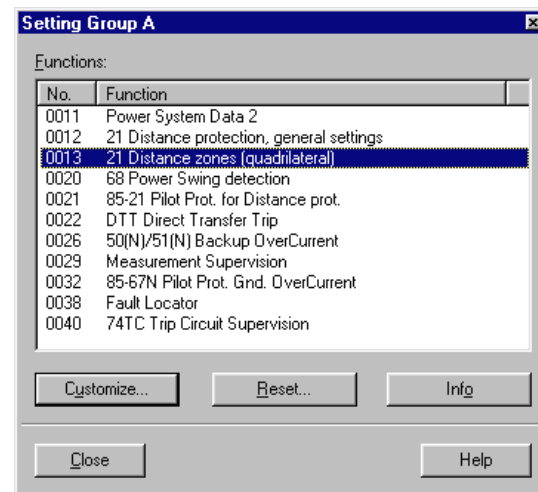 Setting Group A
Functions:
No. Function
0011 Power System Data 2
0012 21 Distance protection, general settings
0013 21 Distance zones (quadrilateral)
0020 68 Power Swing detection
0021 85-21 Pilot Prot. for Distance prot.
0022 DTT Direct Transfer Trip
0026 50(N)/51(N) Backup OverCurrent
0029 Measurement Supervision
0032 85-67N Pilot Prot. Gnd. OverCurrent
0038 Fault Locator
0040 74TC Trip Circuit Supervision
Customize... Reset... Info
Close Help